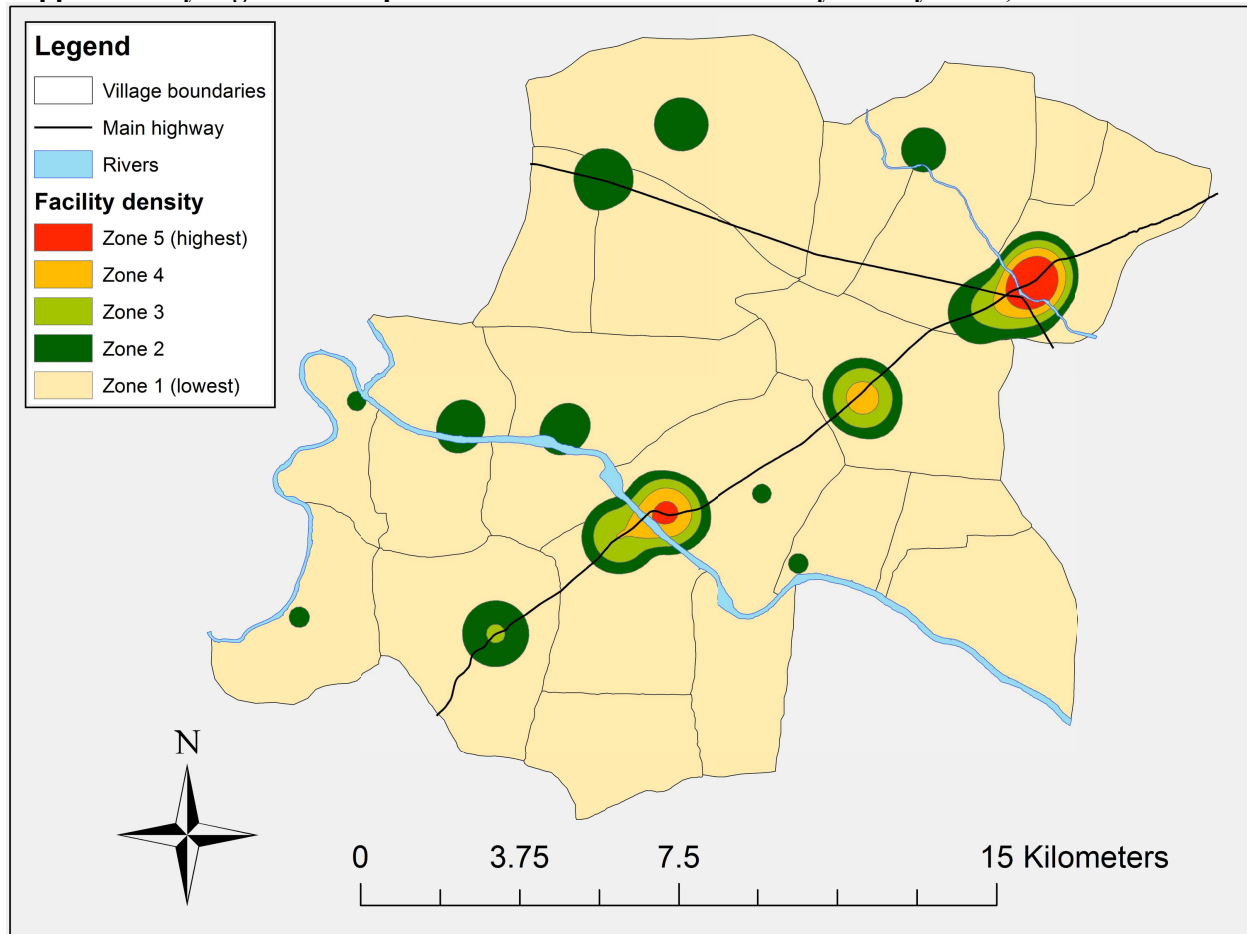 Legend
Village boundaries
Main highway
Rivers
Facility density
Zone 5 (highest)
Zone 4
Zone 3
Zone 2
Zone 1 (lowest)
N
0 3.75 7.5 15 Kilometers